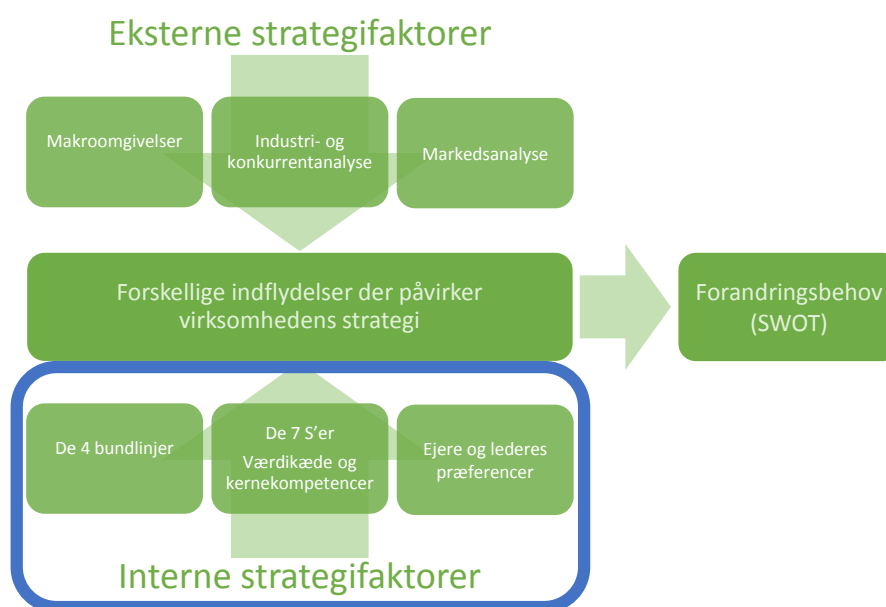 Eksterne strategifaktorer
Makroomgivelser
Industri- og
konkurrentanalyse
Markedsanalyse
Forskellige indflydelser der påvirker
virksomhedens strategi
Forandringsbehov
(SWOT)
De 4 bundlinjer
De 7 S’er
Værdikæde og
kernekompetencer
Ejere og lederes
præferencer
Interne strategifaktorer